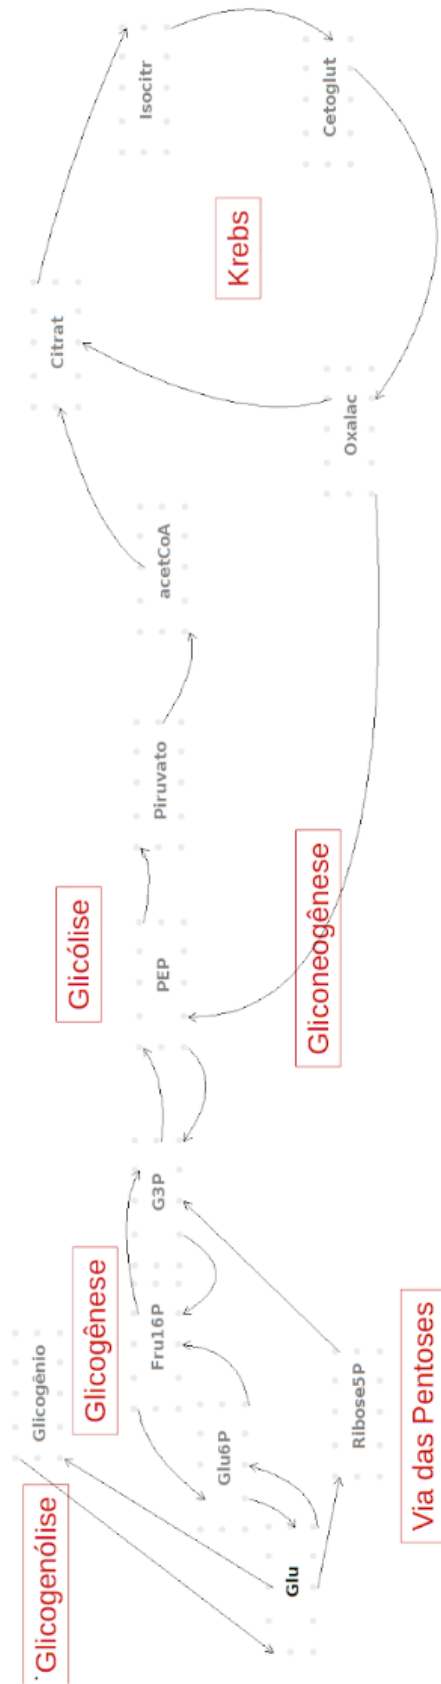 ˙Glicogenólise
Glicogênio
Glicogênese
Glicólise
Citrat
Isocitr
Glu
Glu6P
Fru16P
G3P
PEP
Piruvato
acetCoA
Krebs
Cetoglut
Oxalac
Gliconeogênese
Ribose5P
Via das Pentoses